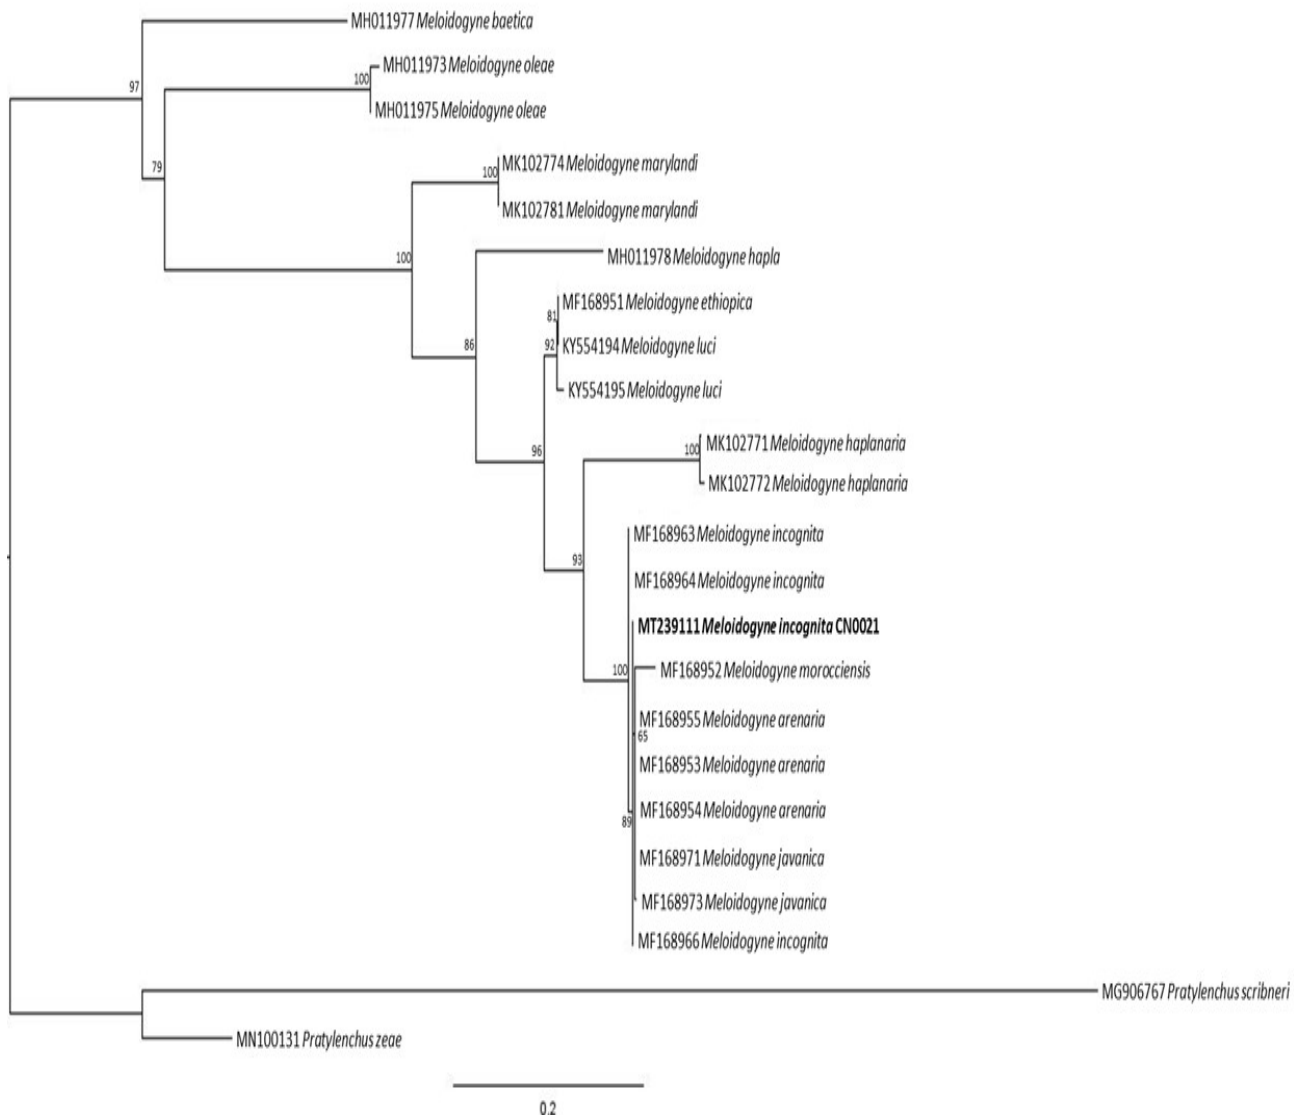 MH011977 Meloidogyne baetica
MH011973 Meloidogyne oleae
100
97
MH011975 Meloidogyne oleae
MK102774 Meloidogyne marylandi
79
100
MK102781 Meloidogyne marylandi
100
MH011978 Meloidogyne hapla
MF168951 Meloidogyne ethiopica
81
86
92
KY554194 Meloidogyne luci
KY554195 Meloidogyne luci
96
100
MK102771 Meloidogyne haplanaria
MK102772 Meloidogyne haplanaria
MF168963 Meloidogyne incognita
93
MF168964 Meloidogyne incognita
MT239111 Meloidogyne incognita CN0021
100
MF168952 Meloidogyne morocciensis
MF168955 Meloidogyne arenaria
65
MF168953 Meloidogyne arenaria
MF168954 Meloidogyne arenaria
89
MF168971 Meloidogyne javanica
MF168973 Meloidogyne javanica
MF168966 Meloidogyne incognita
MG906767 Pratylenchus scribneri
MN100131 Pratylenchus zeae
0.2